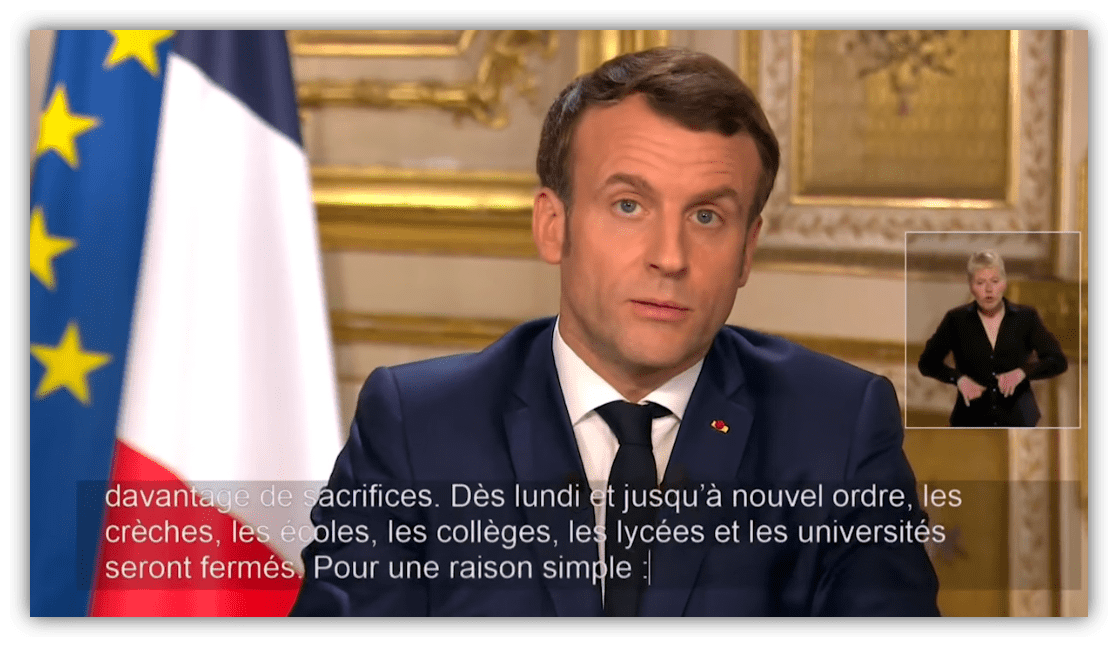 davantage de sacrifices. Dès lundi et jusqu'à nouvel ordre, les
crèches, les écoles, les collèges, les lycées et les universités
seront fermés. Pour une raison simple :